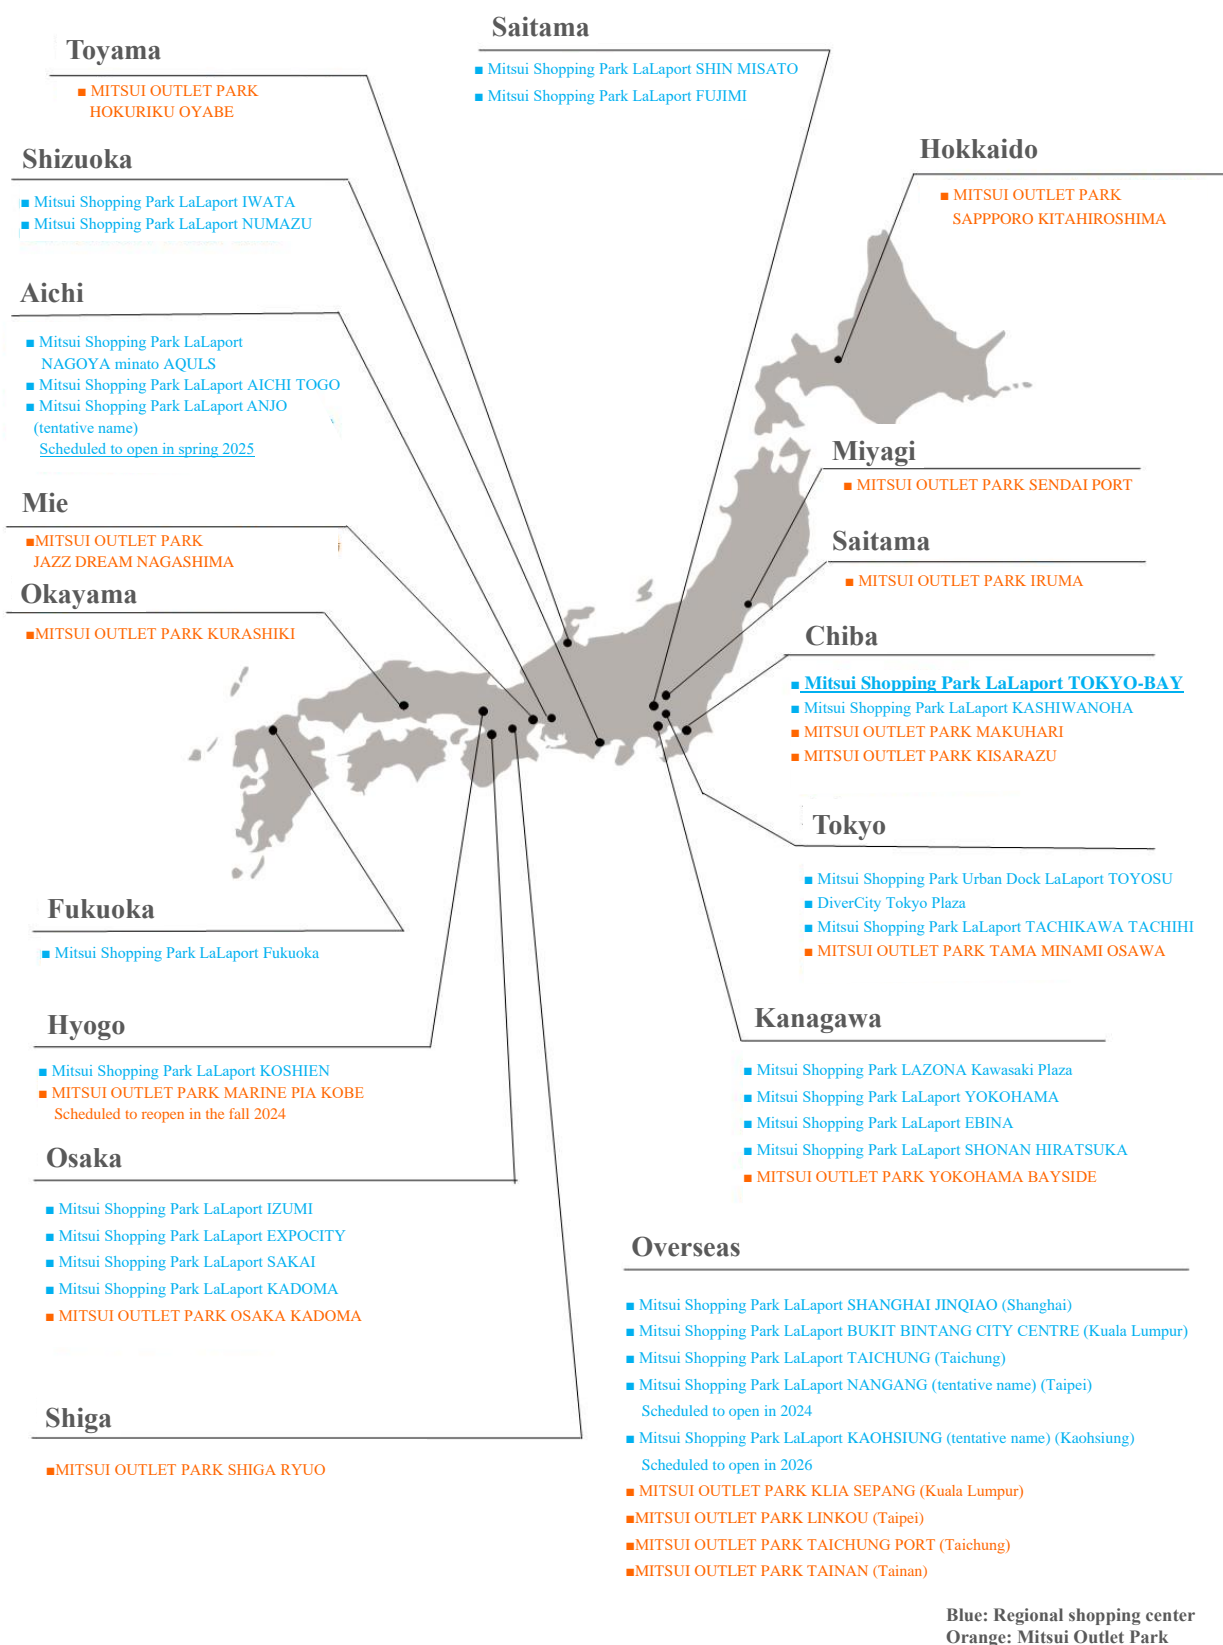 Saitama
■ Mitsui Shopping Park LaLaport SHIN MISATO
■ Mitsui Shopping Park LaLaport FUJIMI
Toyama
■ MITSUI OUTLET PARK
HOKURIKU OYABE
Shizuoka
■ Mitsui Shopping Park LaLaport IWATA
■ Mitsui Shopping Park LaLaport NUMAZU
Hokkaido
■ MITSUI OUTLET PARK
SAPPPORO KITAHIROSHIMA
Aichi
■ Mitsui Shopping Park LaLaport
NAGOYA minato AQULS
■ Mitsui Shopping Park LaLaport AICHI TOGO
■ Mitsui Shopping Park LaLaport ANJO
(tentative name)
Scheduled to open in spring 2025
Mie
■MITSUI OUTLET PARK
JAZZ DREAM NAGASHIMA
Okayama
■MITSUI OUTLET PARK KURASHIKI
Miyagi
■ MITSUI OUTLET PARK SENDAI PORT
Saitama
■ MITSUI OUTLET PARK IRUMA
Chiba
■ Mitsui Shopping Park LaLaport TOKYO-BAY
■ Mitsui Shopping Park LaLaport KASHIWANOHA
■ MITSUI OUTLET PARK MAKUHARI
■ MITSUI OUTLET PARK KISARAZU
Tokyo
■ Mitsui Shopping Park Urban Dock LaLaport TOYOSU
■ DiverCity Tokyo Plaza
■ Mitsui Shopping Park LaLaport TACHIKAWA TACHIHI
■ MITSUI OUTLET PARK TAMA MINAMI OSAWA
Fukuoka
■ Mitsui Shopping Park LaLaport Fukuoka
Hyogo
■ Mitsui Shopping Park LaLaport KOSHIEN
■ MITSUI OUTLET PARK MARINE PIA KOBE
Scheduled to reopen in the fall 2024
Kanagawa
■ Mitsui Shopping Park LAZONA Kawasaki Plaza
■ Mitsui Shopping Park LaLaport YOKOHAMA
■ Mitsui Shopping Park LaLaport EBINA
■ Mitsui Shopping Park LaLaport SHONAN HIRATSUKA
■ MITSUI OUTLET PARK YOKOHAMA BAYSIDE
Osaka
■ Mitsui Shopping Park LaLaport IZUMI
■ Mitsui Shopping Park LaLaport EXPOCITY
■ Mitsui Shopping Park LaLaport SAKAI
■ Mitsui Shopping Park LaLaport KADOMA
■ MITSUI OUTLET PARK OSAKA KADOMA
Shiga
■MITSUI OUTLET PARK SHIGA RYUO
Overseas
■ Mitsui Shopping Park LaLaport SHANGHAI JINQIAO (Shanghai)
■ Mitsui Shopping Park LaLaport BUKIT BINTANG CITY CENTRE (Kuala Lumpur)
■ Mitsui Shopping Park LaLaport TAICHUNG (Taichung)
■ Mitsui Shopping Park LaLaport NANGANG (tentative name) (Taipei)
Scheduled to open in 2024
■ Mitsui Shopping Park LaLaport KAOHSIUNG (tentative name) (Kaohsiung)
Scheduled to open in 2026
■ MITSUI OUTLET PARK KLIA SEPANG (Kuala Lumpur)
■MITSUI OUTLET PARK LINKOU (Taipei)
■MITSUI OUTLET PARK TAICHUNG PORT (Taichung)
■MITSUI OUTLET PARK TAINAN (Tainan)
Blue: Regional shopping center
Orange: Mitsui Outlet Park